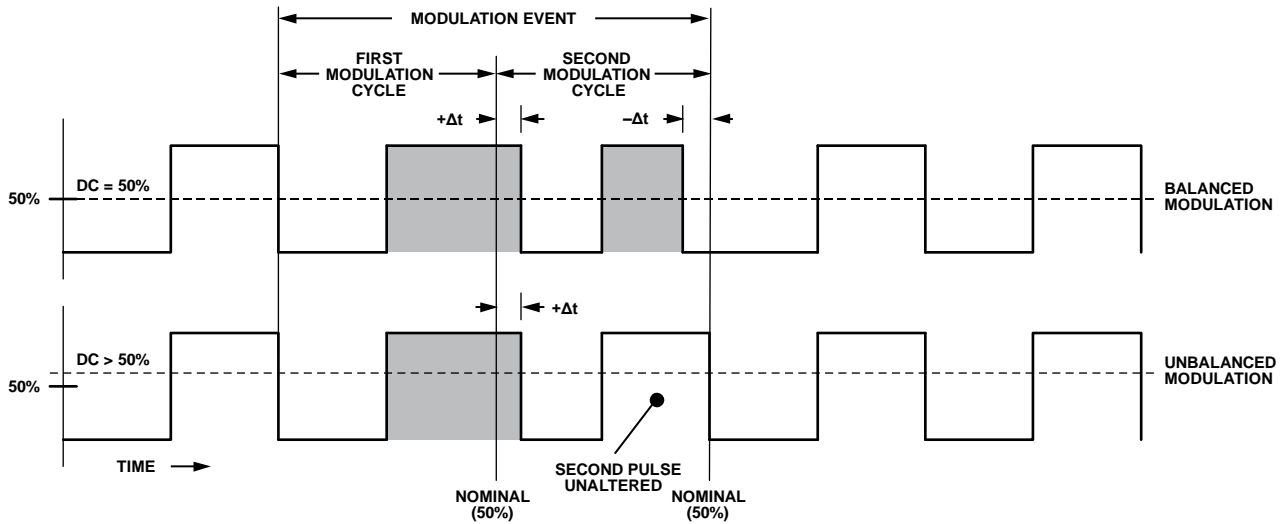 MODULATION EVENT
FIRST
MODULATION
CYCLE
SECOND
MODULATION
CYCLE
+Δt
–Δt
DC = 50%
50%
BALANCED
MODULATION
+Δt
DC > 50%
50%
UNBALANCED
MODULATION
TIME
SECOND PULSE
UNALTERED
NOMINAL
(50%)
NOMINAL
(50%)